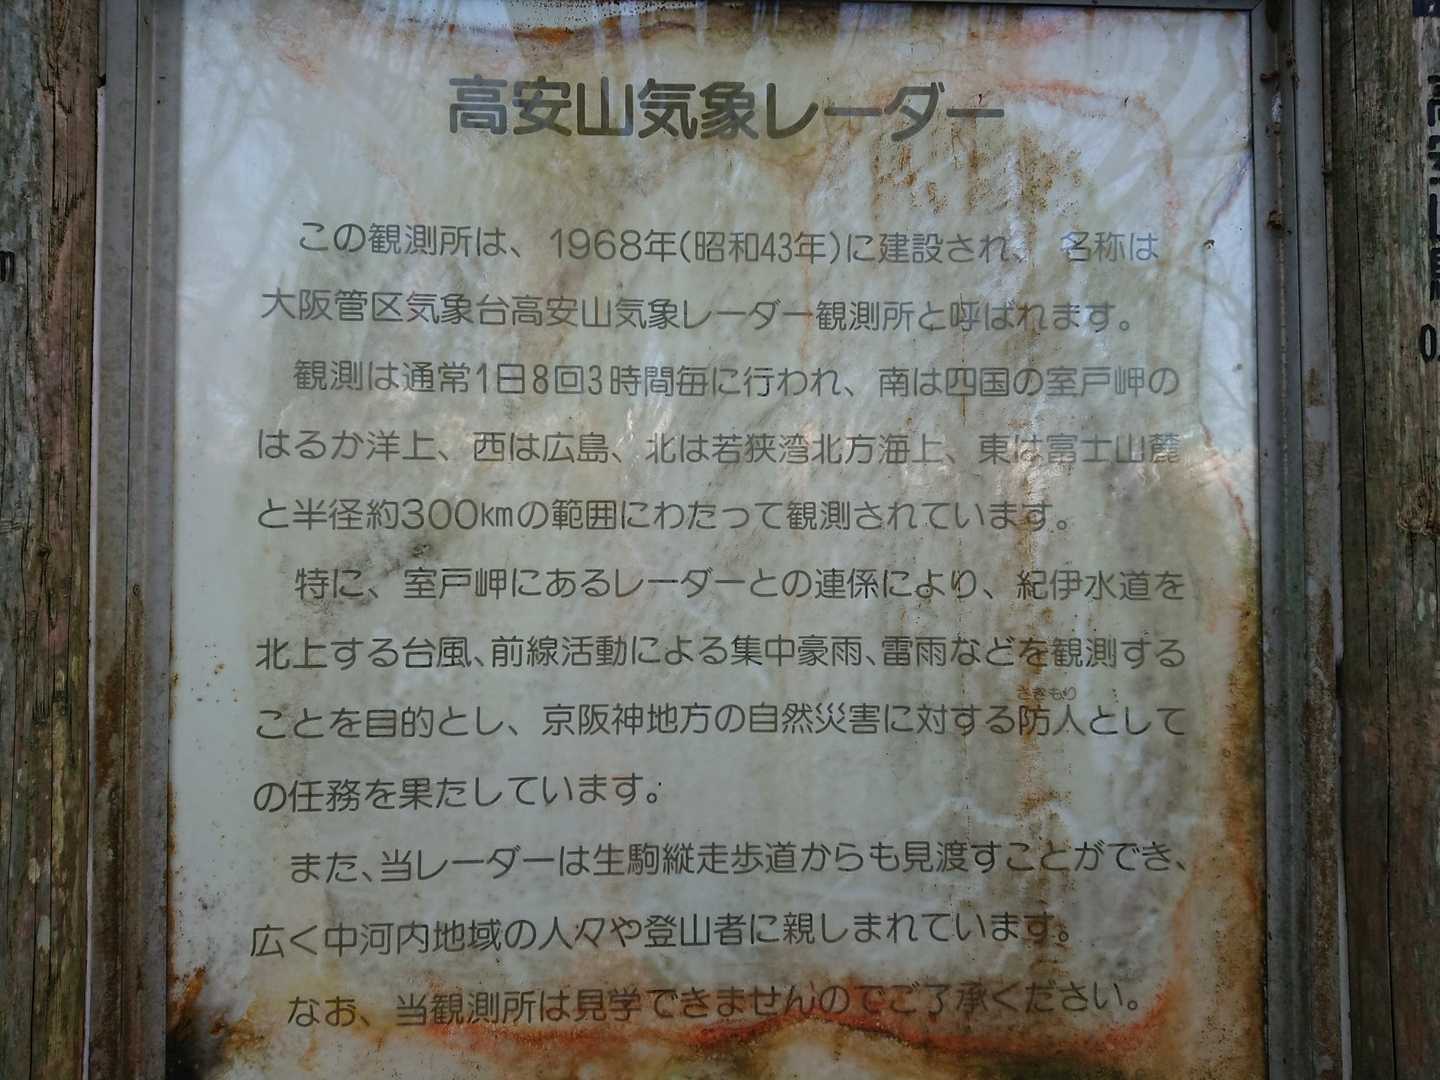 高安山気象レーダー
この観測所は、1968年(昭和43年)に建設され、名称は
大阪管区気象台高安山気象レーダー観測所と呼ばれます。
観測は通常1日8回3時間毎に行われ、南は四国の室戸岬の
はるか洋上、西は広島、北は若狭湾北方海上、東は富士山麓
と半径約300kmの範囲にわたって観測されています。
特に、室戸岬にあるレーダーとの連係により、紀伊水道を
北上する台風、前線活動による集中豪雨、雷雨などを観測する
さきもり
ことを目的とし、京阪神地方の自然災害に対する防人として
の任務を果たしています。
また、当レーダーは生駒縦走歩道からも見渡すことができ、
広く中河内地域の人々や登山者に親しまれています。
なお、当観測所は見学できませんのでご了承ください。